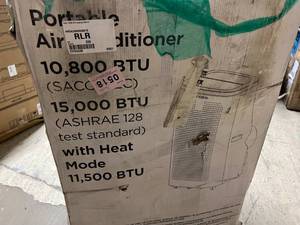 Portable
Air Conditioner
RLR
10,800 BTU
0518
15,000 BTU
(ASHRAE 128
test standard)
with Heat
Mode
11,500 BTU